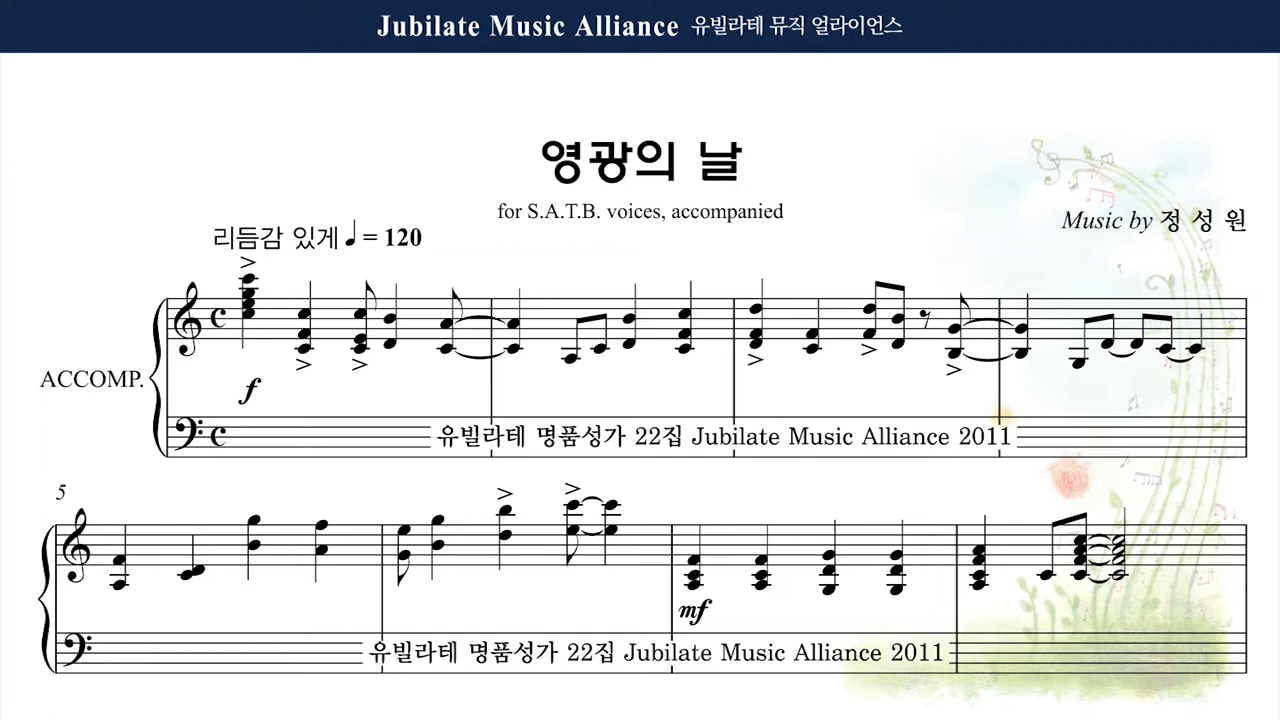 Jubilate Music Alliance 유빌라테 뮤직 얼라이언스
영광의 날
for S.A.T.B. voices, accompanied
리듬감 있게 ♩ = 120
Music by 정 성 원
f
ACCOMP.
유빌라테 명품성가 22집 Jubilate Music Alliance 2011
5
mf
유빌라테 명품성가 22집 Jubilate Music Alliance 2011